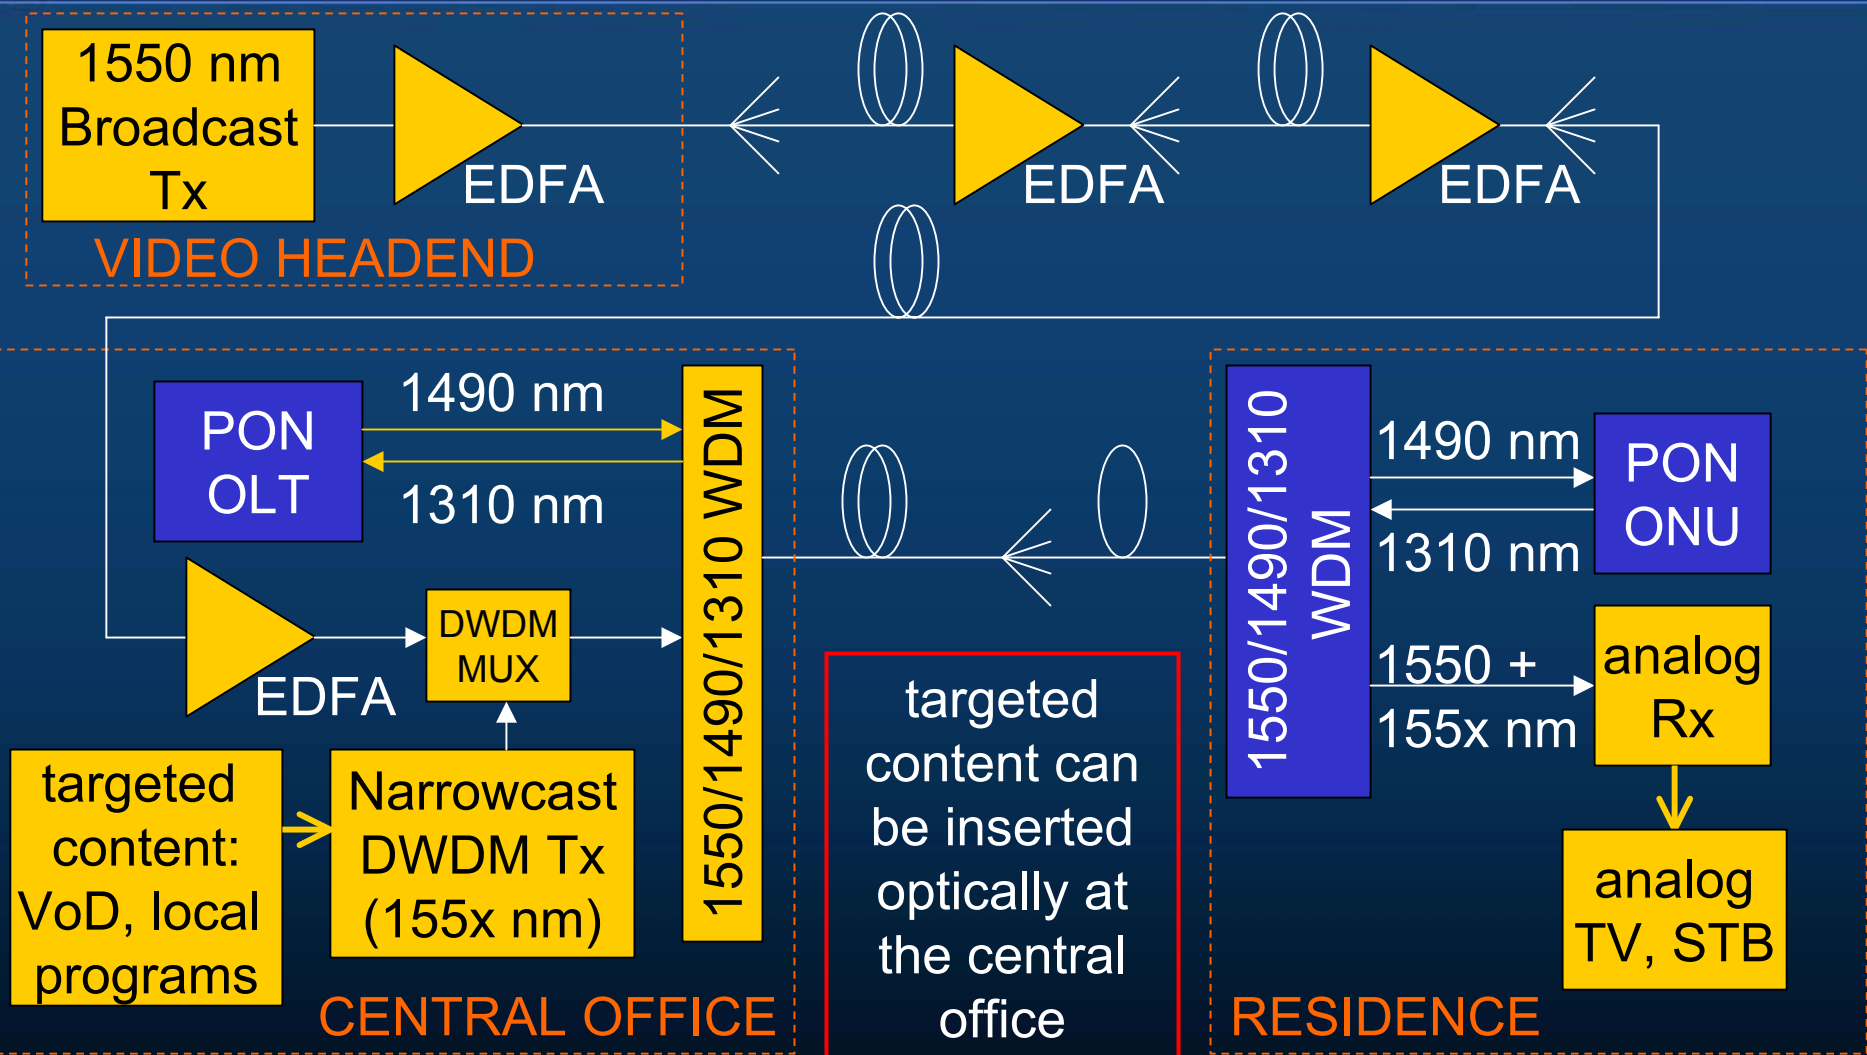 1550 nm
Broadcast
Tx
EDFA
EDFA
EDFA
VIDEO HEADEND
PON
OLT
1490 nm
1310 nm
1550/1490/1310 WDM
EDFA
DWDM
MUX
targeted
content:
VoD, local
programs
Narrowcast
DWDM Tx
(155x nm)
CENTRAL OFFICE
targeted
content can
be inserted
optically at
the central
office
1550/1490/1310
WDM
1490 nm
1310 nm
PON
ONU
1550 +
155x nm
analog
Rx
analog
TV, STB
RESIDENCE